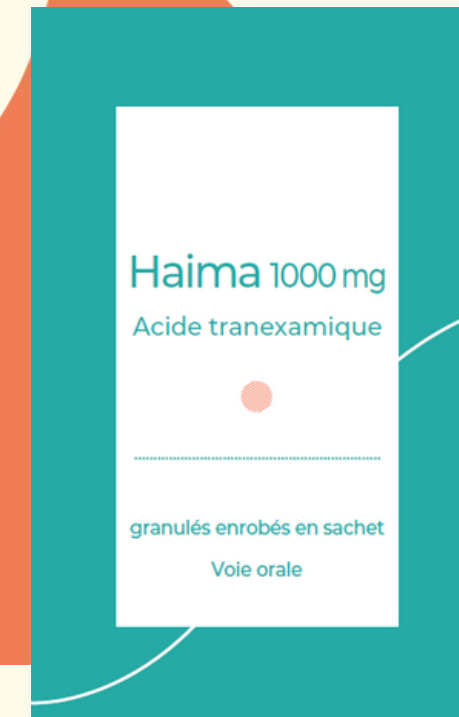 Haima 1000 mg
Acide tranexamique
granulés enrobés en sachet
Voie orale